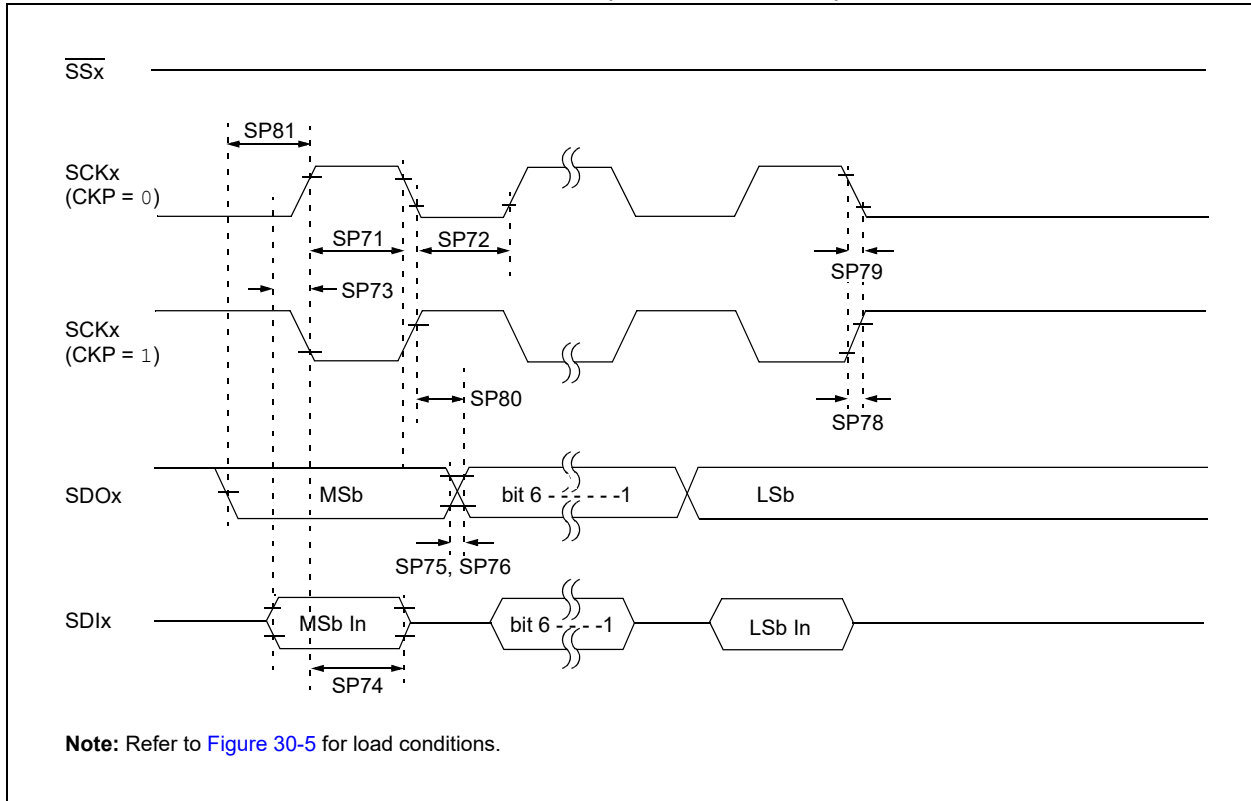 SSx
SP81
SCKx
(CKP = 0)
SP71
SP72
SP79
SP73
SCKx
(CKP = 1)
SP80
SP78
SDOx
MSb
bit 6 - - - - - -1
LSb
SP75, SP76
SDIx
MSb In
bit 6 - - - -1
LSb In
SP74
Note: Refer to Figure 30-5 for load conditions.